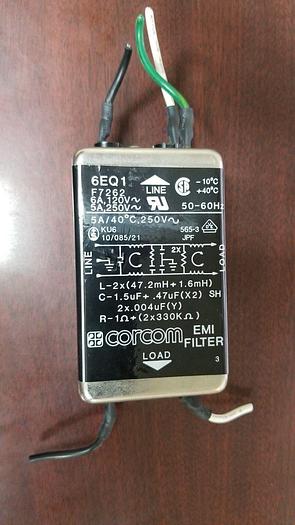 6EQ1
F7262
6A,120V~
5A,250V~
LINE
-10°C
+40°C
50-60Hz
5A/40°C,250V~
KU6
10/085/21
565-3
JPF
LINE
C
2X
C
LOAD
L-2x(47.2mH+1.6mH)
C-1.5uF+.47uF(X2) SH
2x.004uF(Y)
R-1Ω+(2x330KΩ)
corcom EMI FILTER
LOAD
3